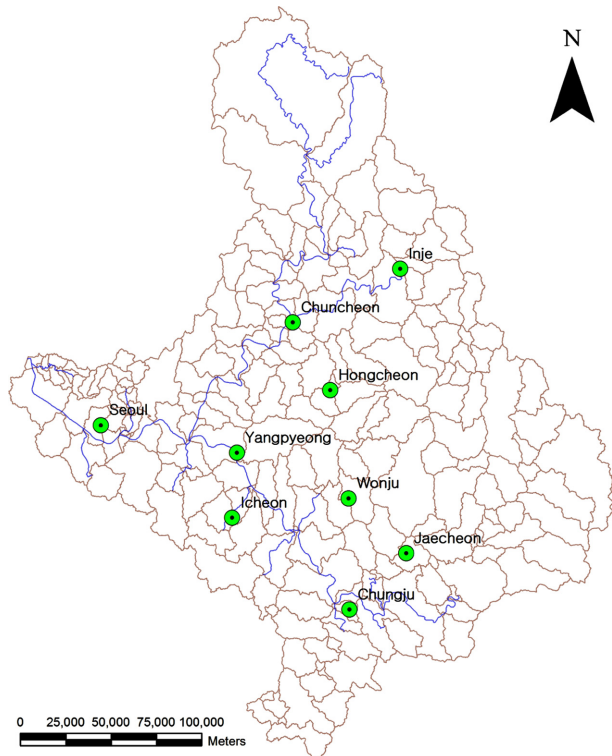 N
Inje
Chuncheon
Hongcheon
Seoul
Yangpyeong
Wonju
Icheon
Jaecheon
Chungju
0 25,000 50,000 75,000 100,000
Meters